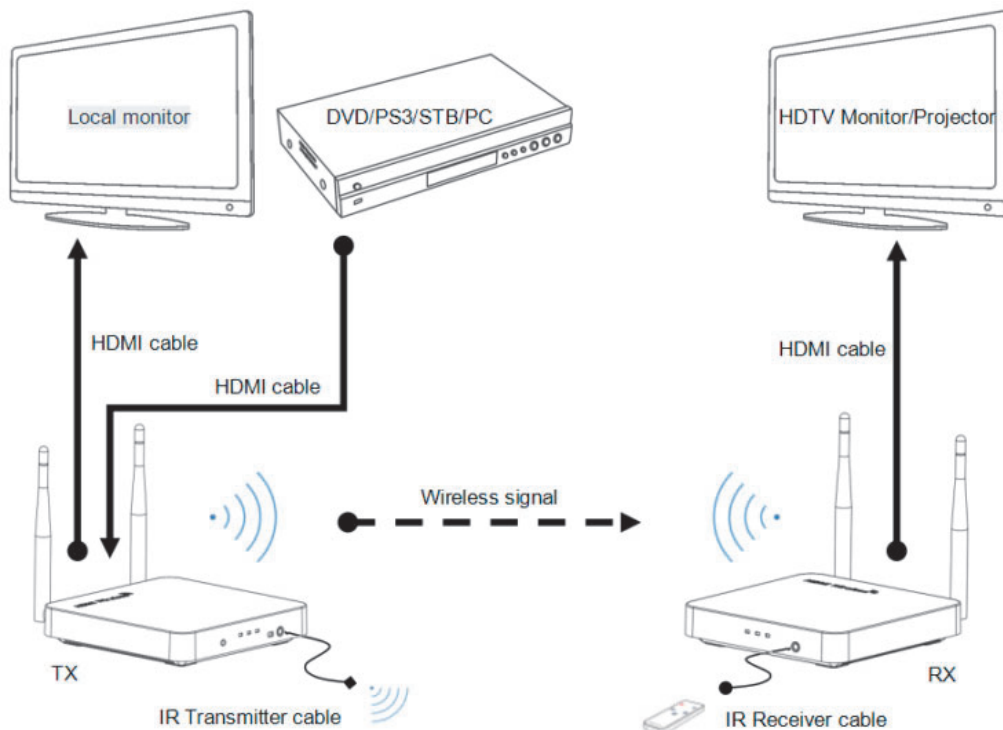 Local monitor
DVD/PS3/STB/PC
HDTV Monitor/Projector
HDMI cable
HDMI cable
HDMI cable
Wireless signal
TX
RX
IR Transmitter cable
IR Receiver cable